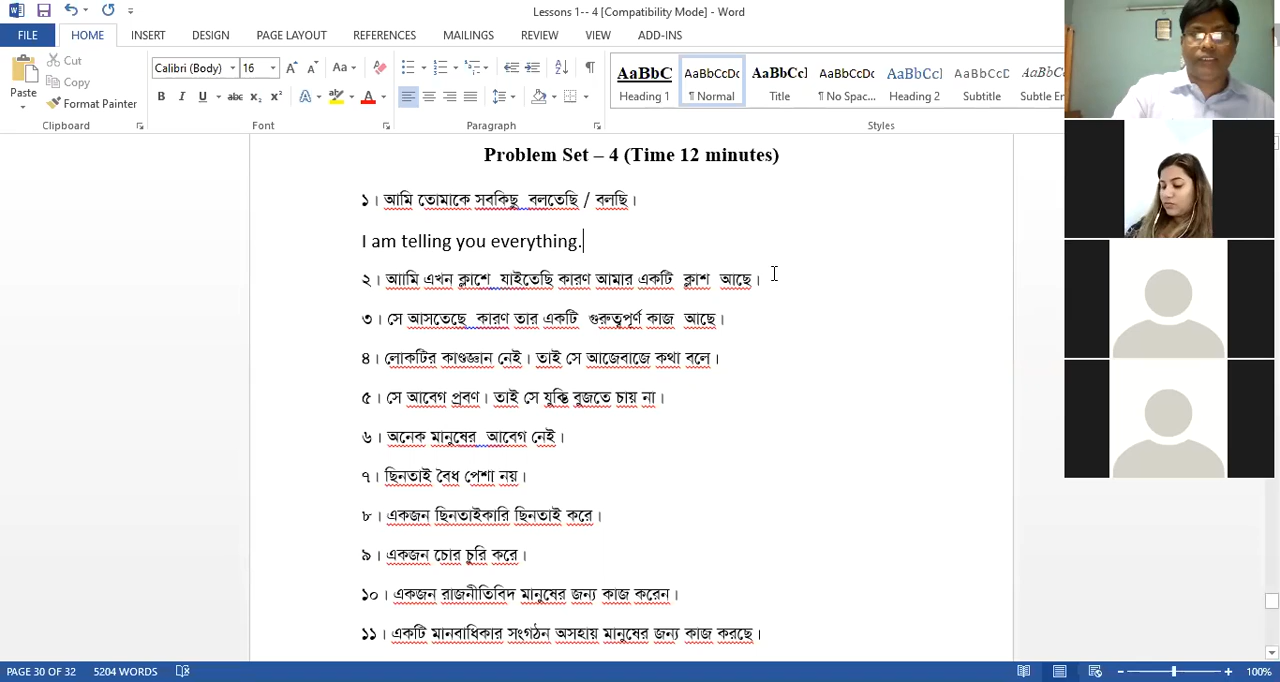 Lessons 1-- 4 [Compatibility Mode] - Word
FILE HOME INSERT DESIGN PAGE LAYOUT REFERENCES MAILINGS REVIEW VIEW ADD-INS
Paste Cut Copy Format Painter
Calibri (Body) 16
AaBbC AaBbCcDc AaBbCc] AaBbCcDc AaBbCc] AaBbCcD AaBbCcL
Heading 1 ¶ Normal Title ¶ No Spac... Heading 2 Subtitle Subtle Em
Clipboard Font Paragraph Styles
Problem Set – 4 (Time 12 minutes)
১। আমি তোমাকে সবকিছু বলতেছি / বলছি।
I am telling you everything.
২। আামি এখন ক্লাশে যাইতেছি কারণ আমার একটি ক্লাশ আছে।
৩। সে আসতেছে কারণ তার একটি গুরুত্বপূর্ণ কাজ আছে।
৪। লোকটির কাণ্ডজ্ঞান নেই। তাই সে আজেবাজে কথা বলে।
৫। সে আবেগ প্রবণ। তাই সে যুক্তি বুজতে চায় না।
৬। অনেক মানুষের আবেগ নেই।
৭। ছিনতাই বৈধ পেশা নয়।
৮। একজন ছিনতাইকারি ছিনতাই করে।
৯। একজন চোর চুরি করে।
১০। একজন রাজনীতিবিদ মানুষের জন্য কাজ করেন।
১১। একটি মানবাধিকার সংগঠন অসহায় মানুষের জন্য কাজ করছে।
PAGE 30 OF 32 5204 WORDS 100%